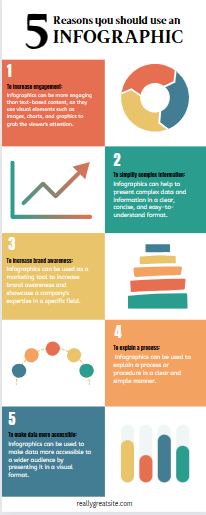 5 Reasons you should use an
INFOGRAPHIC
1
To increase engagement:
Infographics can be more engaging
than text-based content, as they
use visual elements such as
images, charts, and graphics to
grab the viewer's attention.
2
To simplify complex information:
Infographics can help to
present complex data and
information in a clear,
concise, and easy-to-
understand format.
3
To increase brand awareness:
Infographics can be used as a
marketing tool to increase
brand awareness and
showcase a company's
expertise in a specific field.
4
To explain a process:
Infographics can be used to
explain a process or
procedure in a clear and
simple manner.
5
To make data more accessible:
Infographics can be used to
make data more accessible to
a wider audience by
presenting it in a visual
format.
reallygreatsite.com